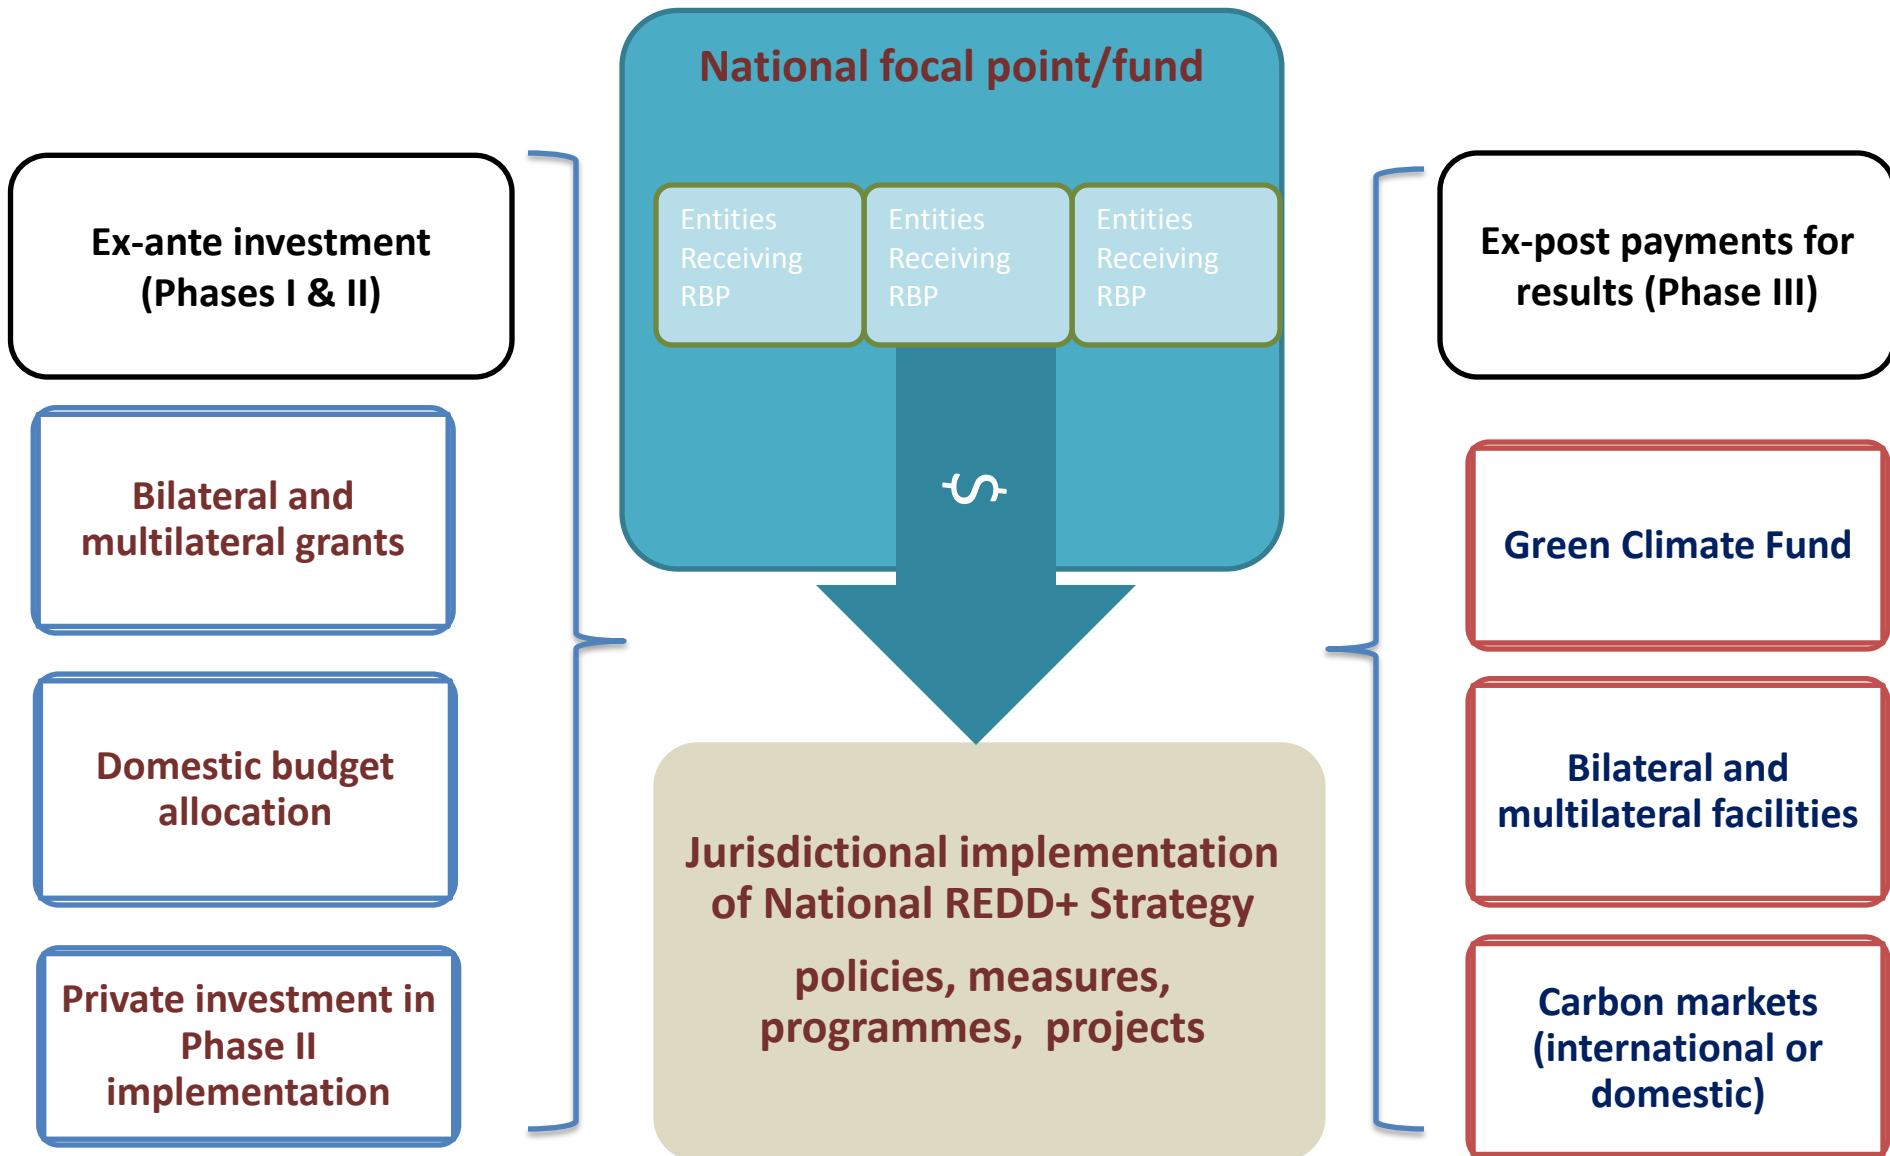 National focal point/fund
Entities
Receiving
RBP
Entities
Receiving
RBP
Entities
Receiving
RBP
$
Ex-ante investment
(Phases I & II)
Bilateral and
multilateral grants
Domestic budget
allocation
Private investment in
Phase II
implementation
Jurisdictional implementation
of National REDD+ Strategy
policies, measures,
programmes, projects
Ex-post payments for
results (Phase III)
Green Climate Fund
Bilateral and
multilateral facilities
Carbon markets
(international or
domestic)